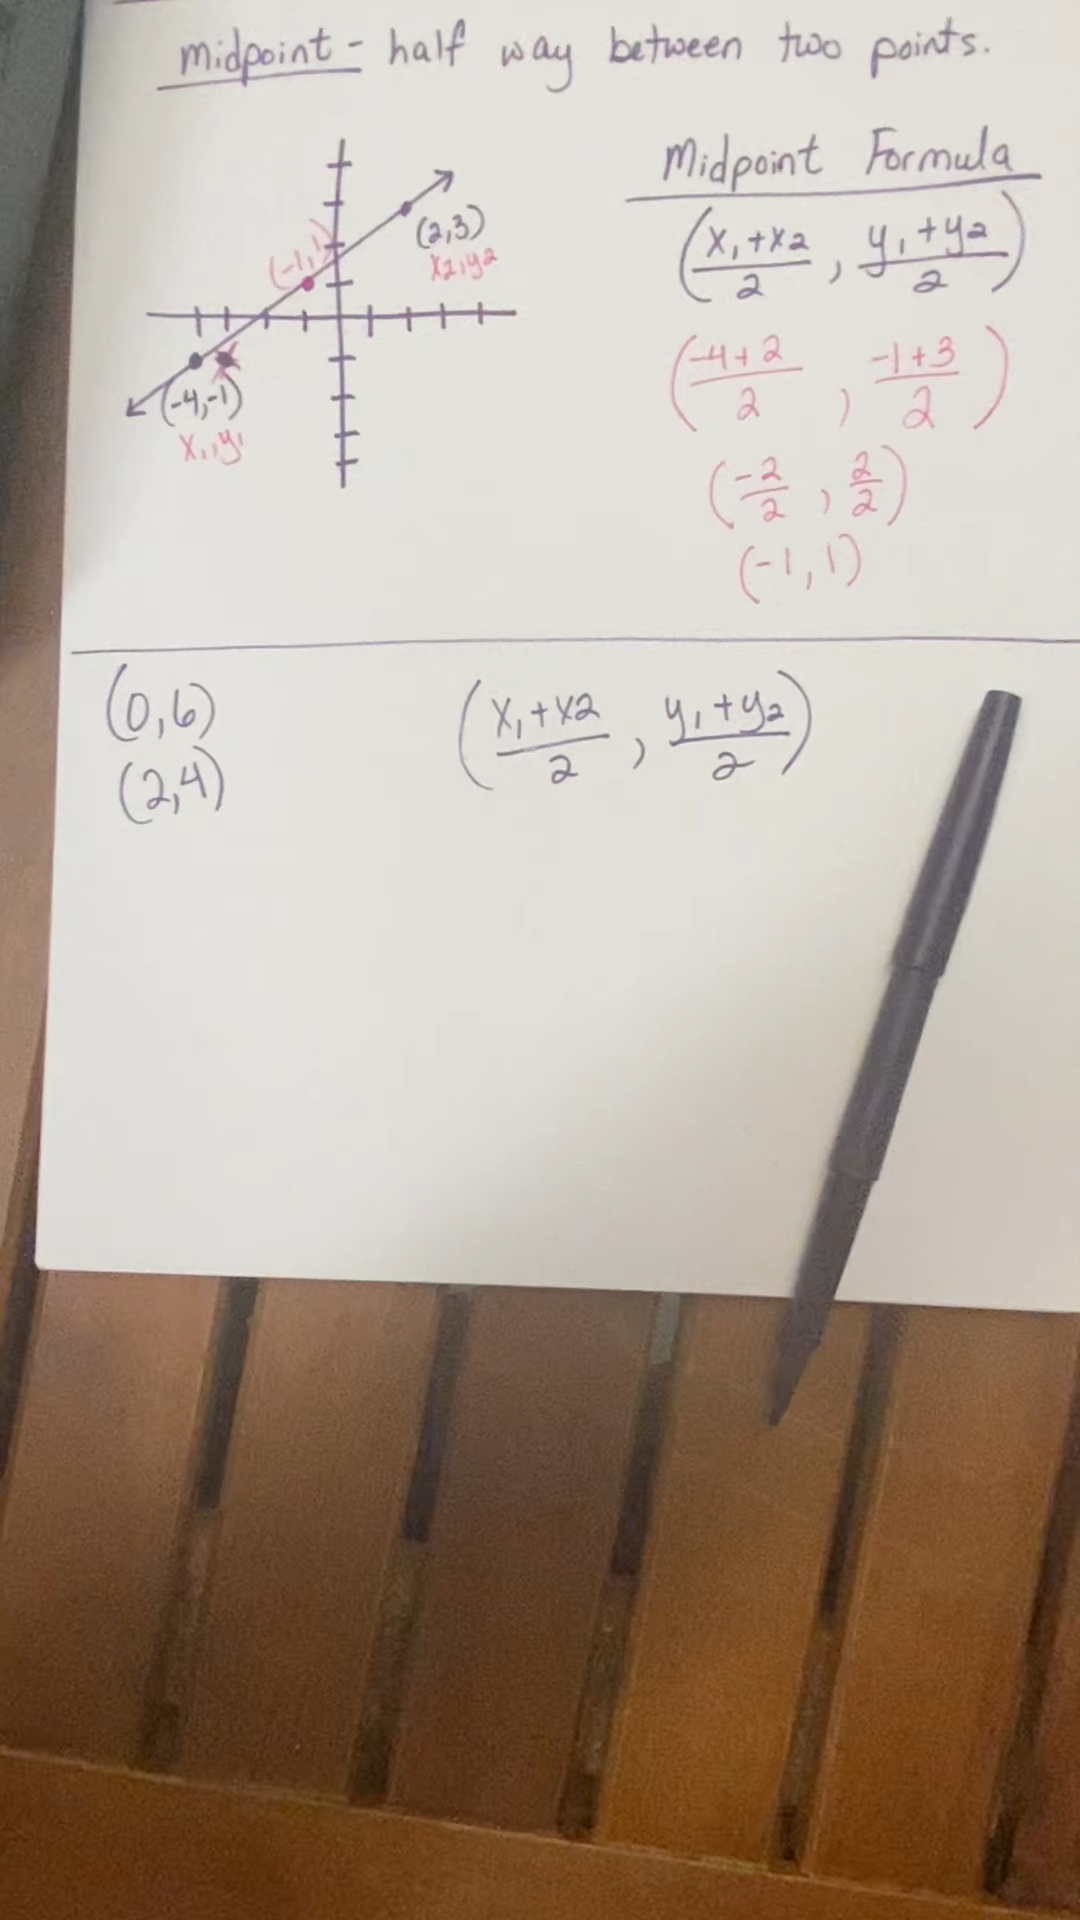 midpoint - half way between two points.
(2,3)
x2,y2
(-1,1)
(-4,-1)
x1,y1
Midpoint Formula
(x1+x2/2, y1+y2/2)
(-4+2/2, -1+3/2)
(-2/2, 2/2)
(-1,1)
(0,6)
(2,4)
(x1+x2/2, y1+y2/2)